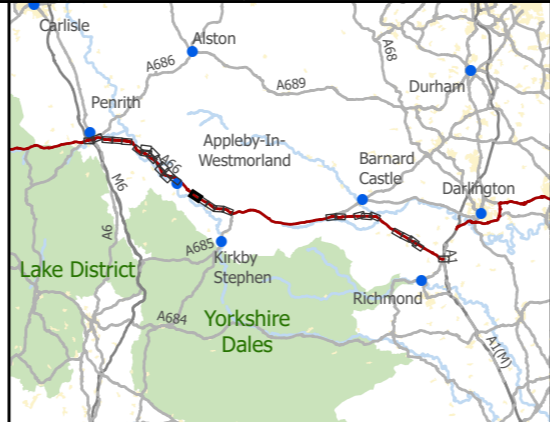 Carlisle
Alston
A686
A68
A689
Durham
Penrith
Appleby-In-
Westmorland
A66
Barnard
Castle
Darlington
M6
A6
A685
Kirkby
Stephen
A1
Lake District
Richmond
A684
Yorkshire
Dales
A1(M)